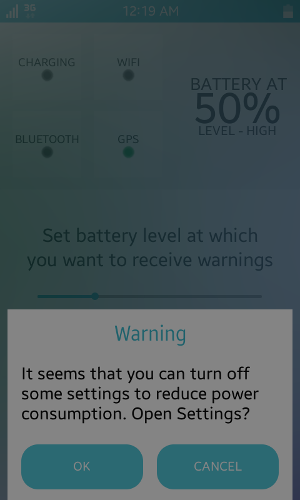 3G
12:19 AM
CHARGING
WIFI
BATTERY AT
50%
LEVEL - HIGH
BLUETOOTH
GPS
Set battery level at which
you want to receive warnings
Warning
It seems that you can turn off
some settings to reduce power
consumption. Open Settings?
OK
CANCEL